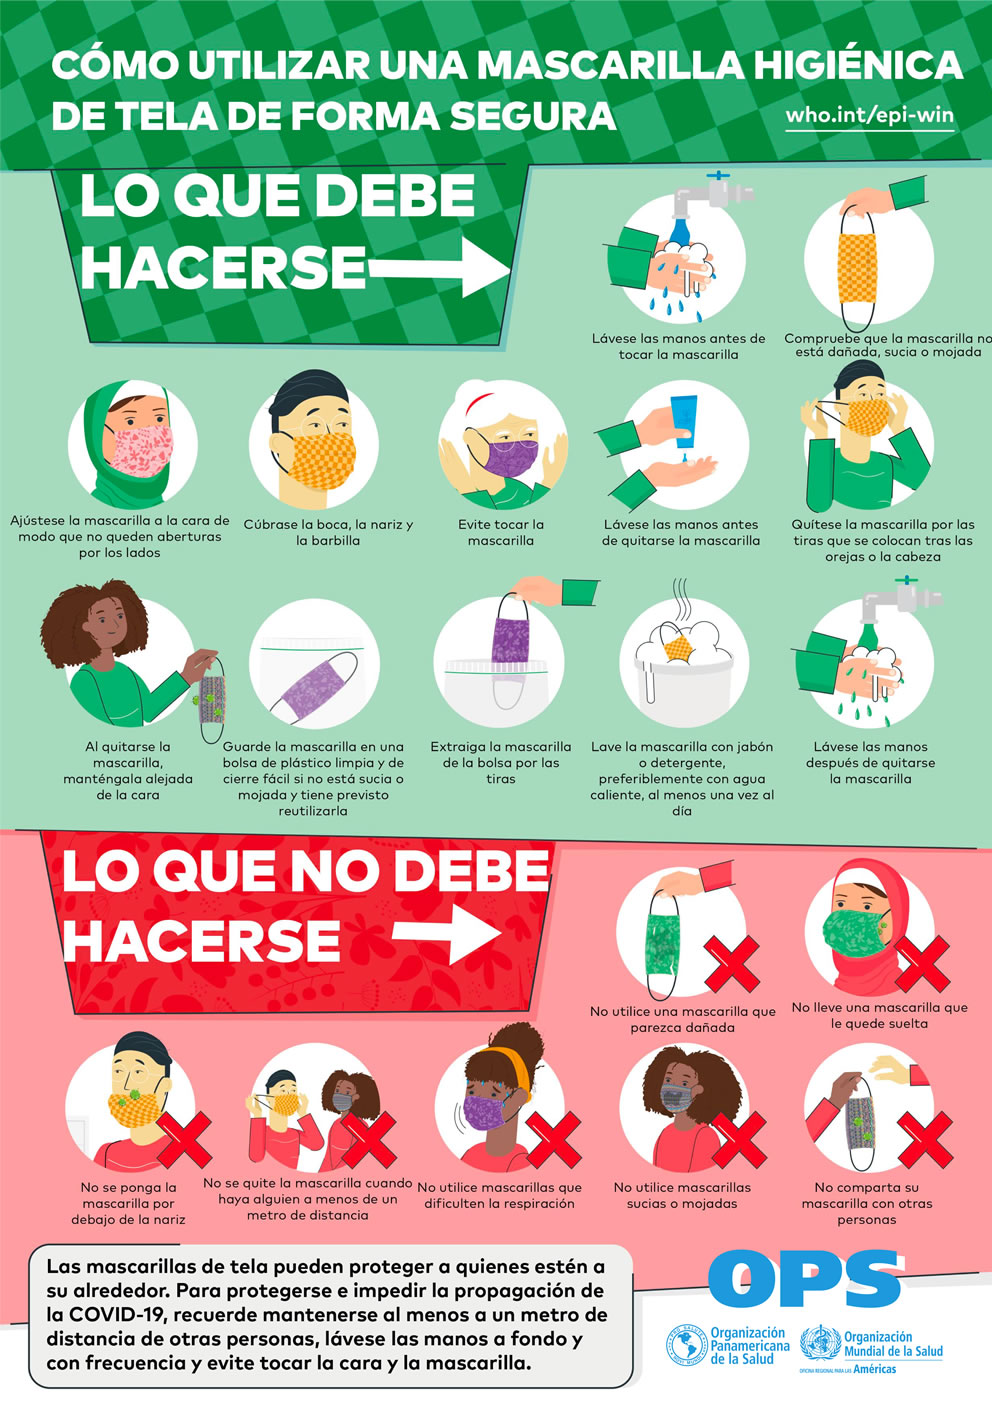 CÓMO UTILIZAR UNA MASCARILLA HIGIÉNICA
DE TELA DE FORMA SEGURA
who.int/epi-win
LO QUE DEBE
HACERSE
Lávese las manos antes de
tocar la mascarilla
Compruebe que la mascarilla no
está dañada, sucia o mojada
Ajústese la mascarilla a la cara de
modo que no queden aberturas
por los lados
Cúbrase la boca, la nariz y
la barbilla
Evite tocar la
mascarilla
Lávese las manos antes
de quitarse la mascarilla
Quítese la mascarilla por las
tiras que se colocan tras las
orejas o la cabeza
Al quitarse la
mascarilla,
manténgala alejada
de la cara
Guarde la mascarilla en una
bolsa de plástico limpia y de
cierre fácil si no está sucia o
mojada y tiene previsto
reutilizarla
Extraiga la mascarilla
de la bolsa por las
tiras
Lave la mascarilla con jabón
o detergente,
preferiblemente con agua
caliente, al menos una vez al
día
Lávese las manos
después de quitarse
la mascarilla
LO QUE NO DEBE
HACERSE
No utilice una mascarilla que
parezca dañada
No lleve una mascarilla que
le quede suelta
No se ponga la
mascarilla por
debajo de la nariz
No se quite la mascarilla cuando
haya alguien a menos de un
metro de distancia
No utilice mascarillas que
dificulten la respiración
No utilice mascarillas
sucias o mojadas
No comparta su
mascarilla con otras
personas
Las mascarillas de tela pueden proteger a quienes estén a
su alrededor. Para protegerse e impedir la propagación de
la COVID-19, recuerde mantenerse al menos a un metro de
distancia de otras personas, lávese las manos a fondo y
con frecuencia y evite tocar la cara y la mascarilla.
OPS
Organización
Panamericana
de la Salud
Organización
Mundial de la Salud
OFICINA REGIONAL PARA LAS Américas